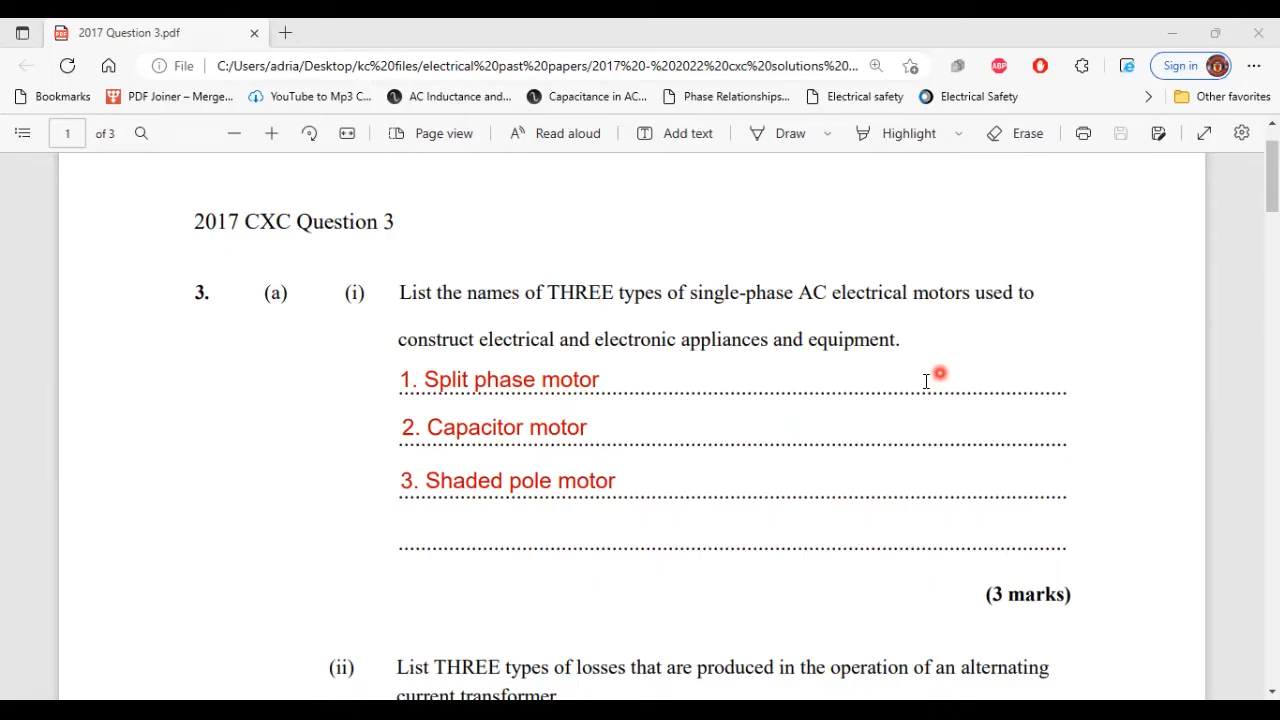 2017 Question 3.pdf
File
C:/Users/adria/Desktop/kc%20files/electrical%20past%20papers/2017%20-%202022%20cxc%20solutions%20...
ABP
Sign in
Bookmarks
PDF Joiner – Merge...
YouTube to Mp3 C...
AC Inductance and...
Capacitance in AC...
Phase Relationships...
Electrical safety
Electrical Safety
Other favorites
1 of 3
Page view
Read aloud
Add text
Draw
Highlight
Erase
2017 CXC Question 3
3. (a) (i) List the names of THREE types of single-phase AC electrical motors used to
construct electrical and electronic appliances and equipment.
1. Split phase motor
2. Capacitor motor
3. Shaded pole motor
(3 marks)
(ii) List THREE types of losses that are produced in the operation of an alternating
current transformer